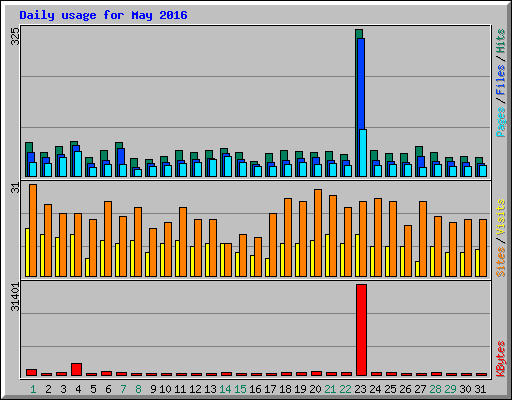 Daily usage for May 2016
325
Pages / Files / Hits
31
Sites / Visits
31401
KBytes
1 2 3 4 5 6 7 8 9 10 11 12 13 14 15 16 17 18 19 20 21 22 23 24 25 26 27 28 29 30 31